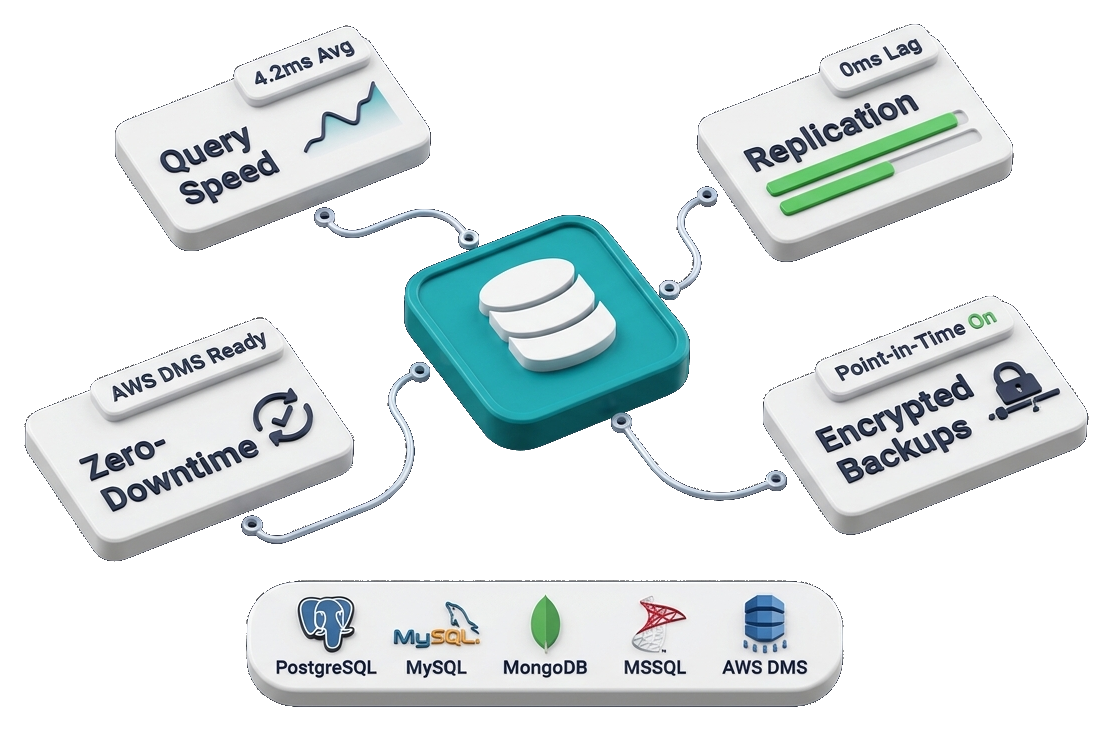 4.2ms Avg
Query
Speed
0ms Lag
Replication
AWS DMS Ready
Zero-
Downtime
Point-in-Time On
Encrypted
Backups
MySQL
PostgreSQL
MySQL
MongoDB
MSSQL
AWS DMS